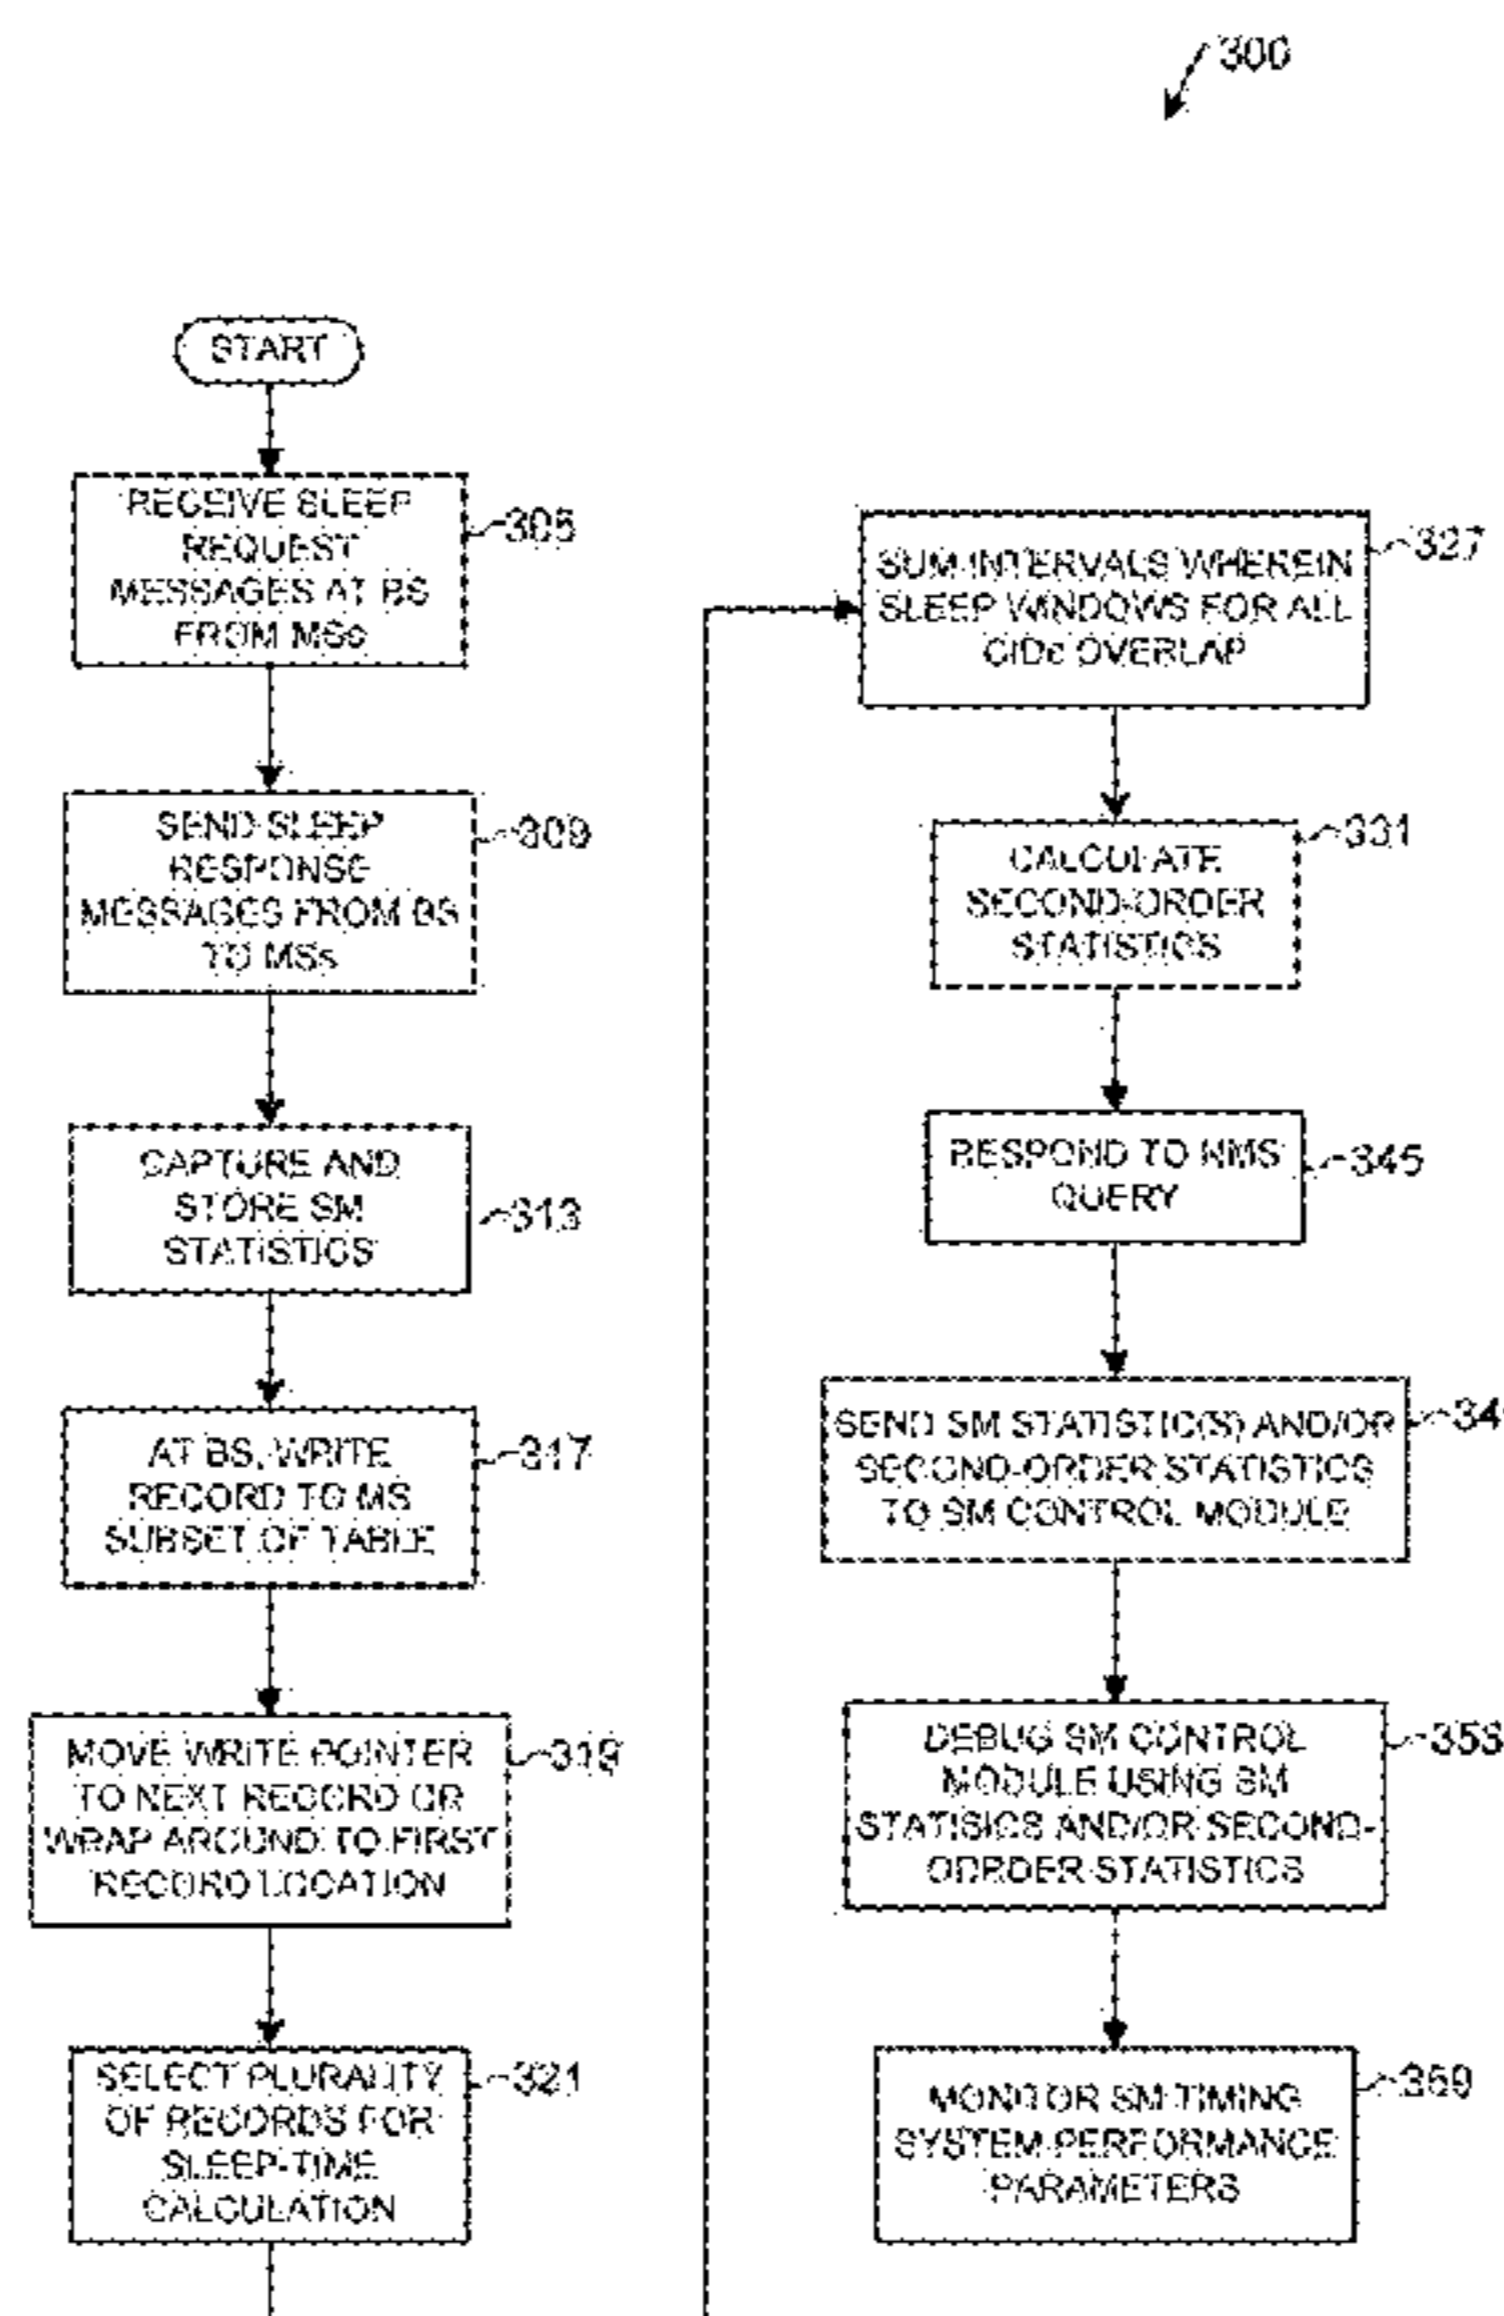 300
START
RECEIVE SLEEP
REQUEST
MESSAGES AT BS
FROM MSs
305
SEND SLEEP
RESPONSE
MESSAGES FROM BS
TO MSs
309
CAPTURE AND
STORE SM
STATISTICS
313
AT BS, WRITE
RECORD TO MS
SUBSET OF TABLE
317
MOVE WRITE POINTER
TO NEXT RECORD OR
WRAP AROUND TO FIRST
RECORD LOCATION
319
SELECT PLURALITY
OF RECORDS FOR
SLEEP-TIME
CALCULATION
321
SUM INTERVALS WHEREIN
SLEEP WINDOWS FOR ALL
CIDs OVERLAP
327
CALCULATE
SECOND-ORDER
STATISTICS
331
RESPOND TO NMS
QUERY
345
SEND SM STATISTIC(S) AND/OR
SECOND-ORDER STATISTICS
TO SM CONTROL MODULE
34
DEBUG SM CONTROL
MODULE USING SM
STATISICS AND/OR SECOND-
ODRDER STATISTICS
353
MONITOR SM TIMING
SYSTEM PERFORMANCE
PARAMETERS